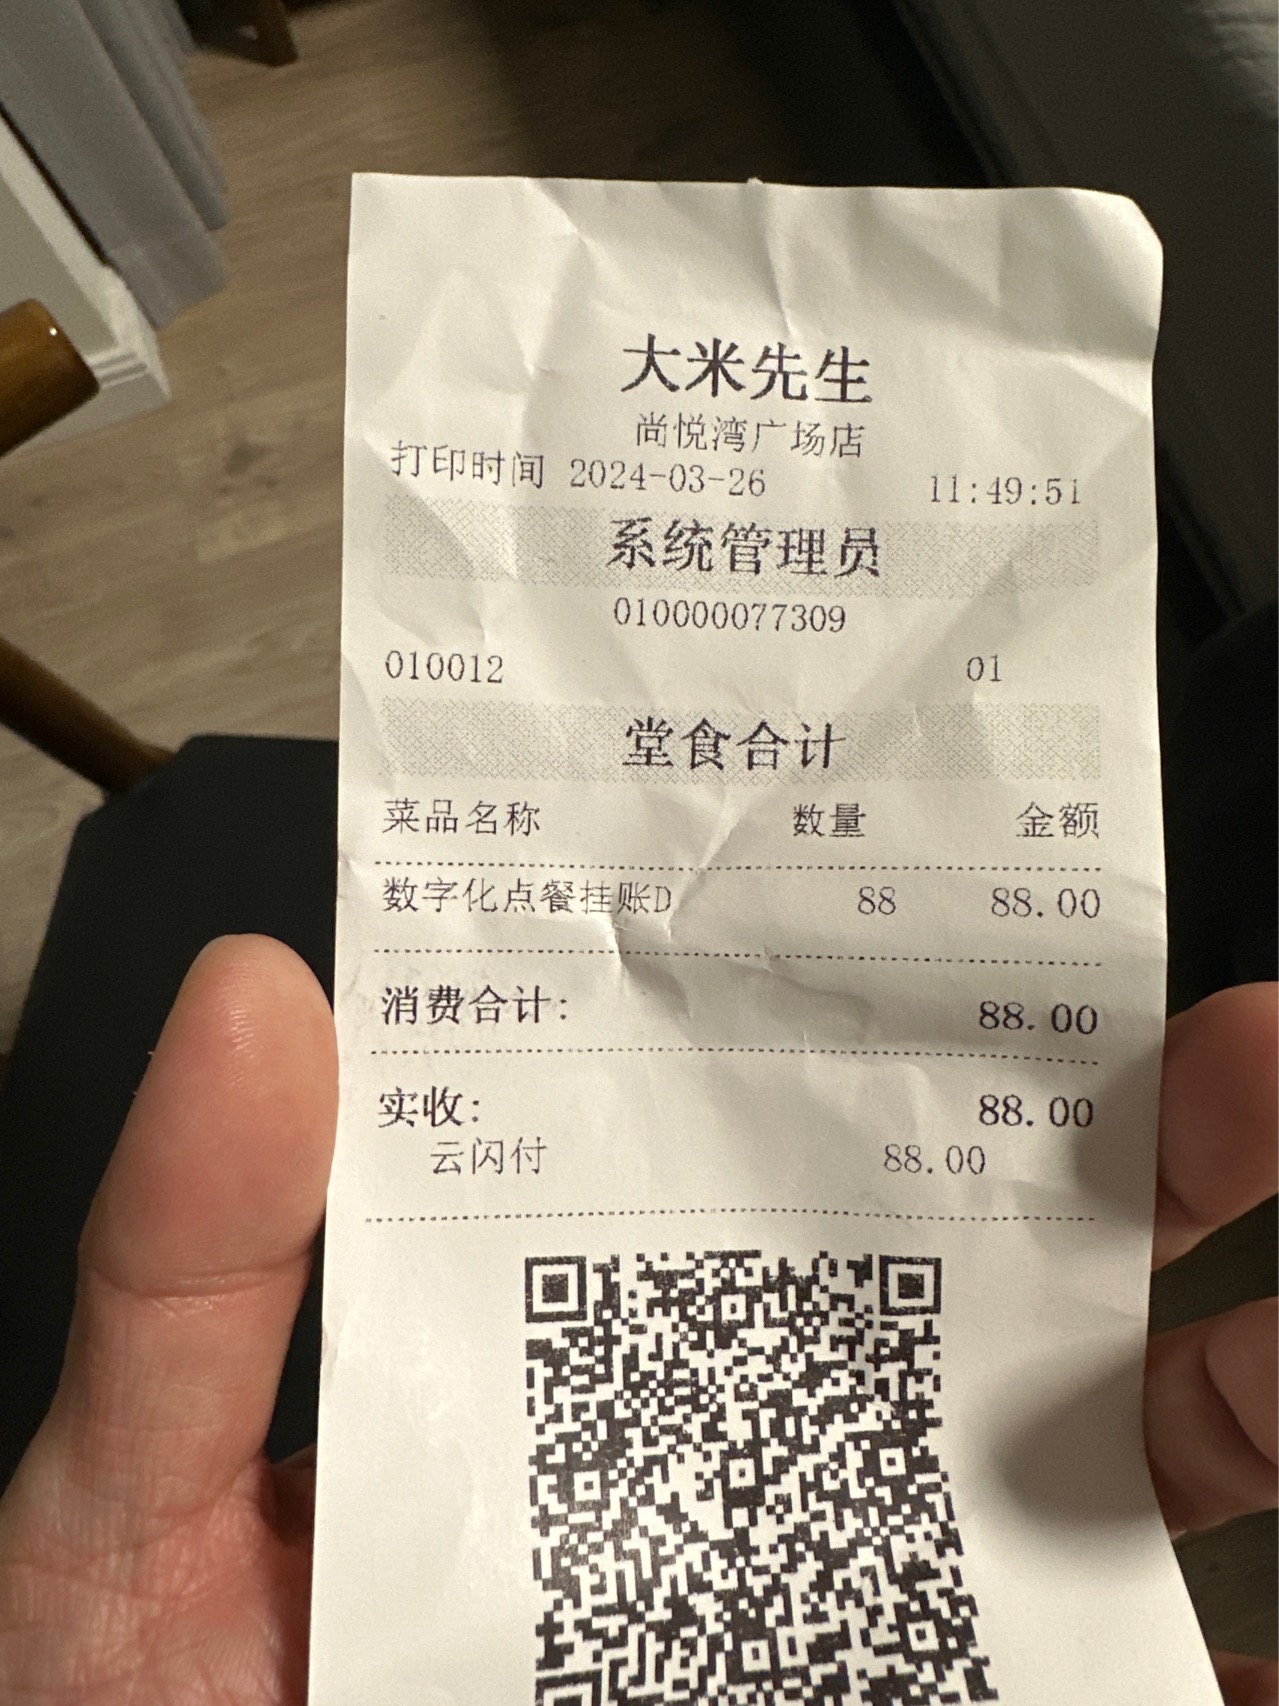 大米先生
尚悦湾广场店
打印时间 2024-03-26 11:49:51
系统管理员
010000077309
010012 01
堂食合计
菜品名称 数量 金额
数字化点餐挂账D 88 88.00
消费合计: 88.00
实收: 88.00
云闪付 88.00